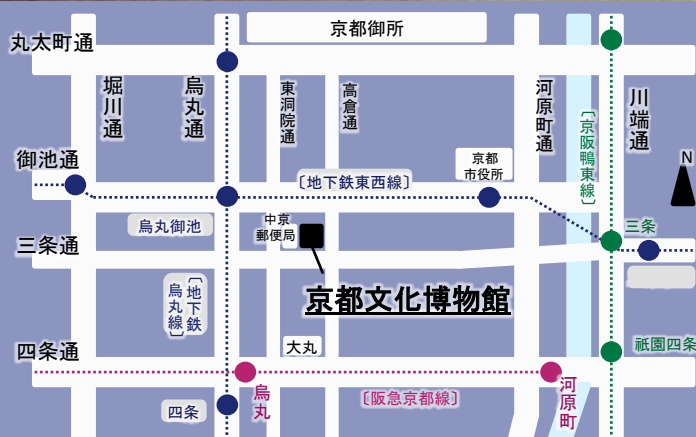 京都御所
丸太町通
堀川通
烏丸通
東洞院通
高倉通
河原町通
川端通
〔京阪鴨東線〕
N
御池通
〔地下鉄東西線〕
京都
市役所
烏丸御池
中京
郵便局
三条
三条通
〔地下鉄
烏丸線〕
京都文化博物館
四条通
大丸
祇園四条
烏丸
〔阪急京都線〕
河原町
四条